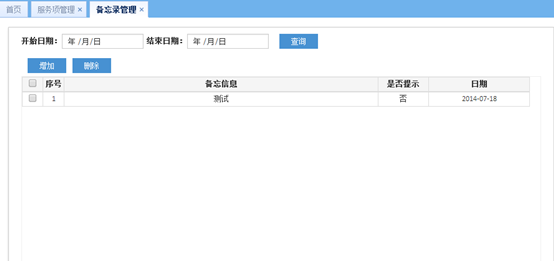 首页 服务项管理 × 备忘录管理 ×
开始日期: 年 /月/日 结束日期: 年 /月/日 查询
增加 删除
序号 备忘信息 是否提示 日期
1 测试 否 2014-07-18